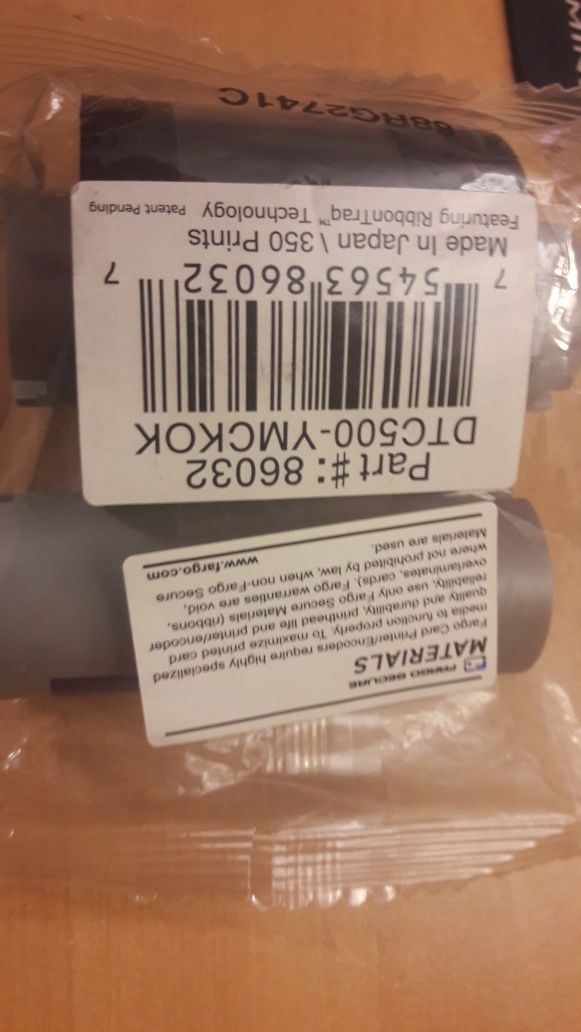 FARGO SECURE
MATERIALS
Fargo Card Printer/Encoders require highly specialized
media to function properly. To maximize printed card
quality and durability, printhead life and printer/encoder
reliability, use only Fargo Secure Materials (ribbons,
overlaminates, cards). Fargo warranties are void,
where not prohibited by law, when non-Fargo Secure
Materials are used.
www.fargo.com
Part#: 86032
DTC500-YMCKOK
7 54563 86032 7
Made In Japan \ 350 Prints
Featuring RibbonTraq™ Technology Patent Pending
68RG2741C